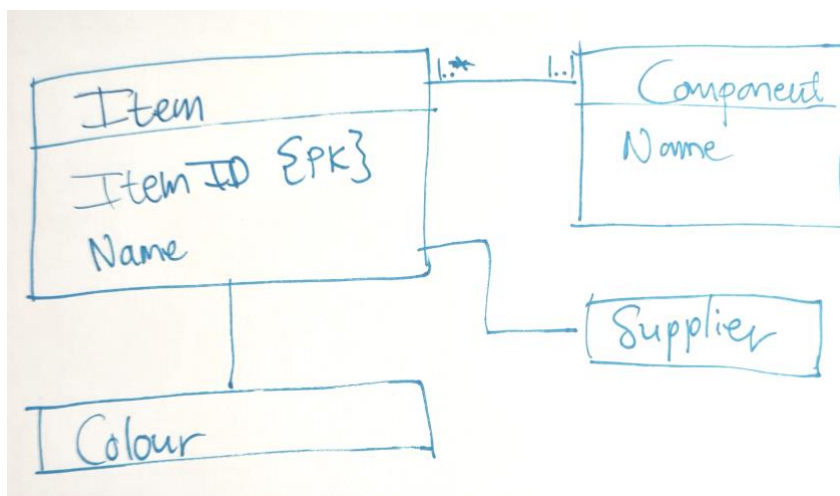 Item
ItemID {PK}
Name
1..*
1..1
Component
Name
Supplier
Colour